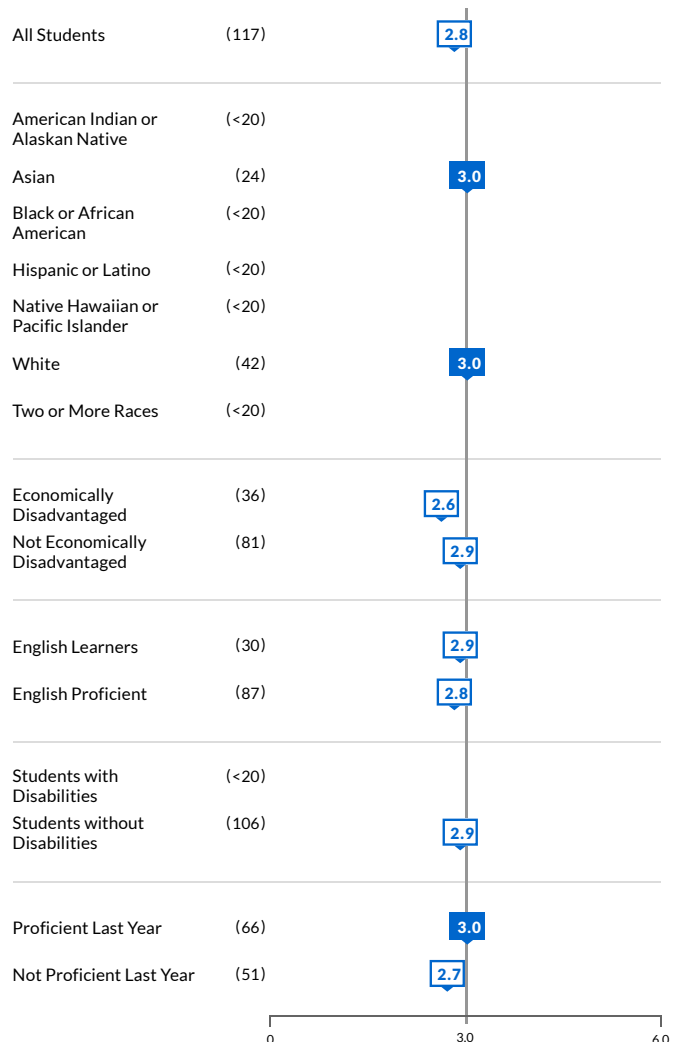 All Students (117) 2.8
American Indian or (<20)
Alaskan Native
Asian (24) 3.0
Black or African (<20)
American
Hispanic or Latino (<20)
Native Hawaiian or (<20)
Pacific Islander
White (42) 3.0
Two or More Races (<20)
Economically (36) 2.6
Disadvantaged
Not Economically (81) 2.9
Disadvantaged
English Learners (30) 2.9
English Proficient (87) 2.8
Students with (<20)
Disabilities
Students without (106) 2.9
Disabilities
Proficient Last Year (66) 3.0
Not Proficient Last Year (51) 2.7
0 3.0 6.0